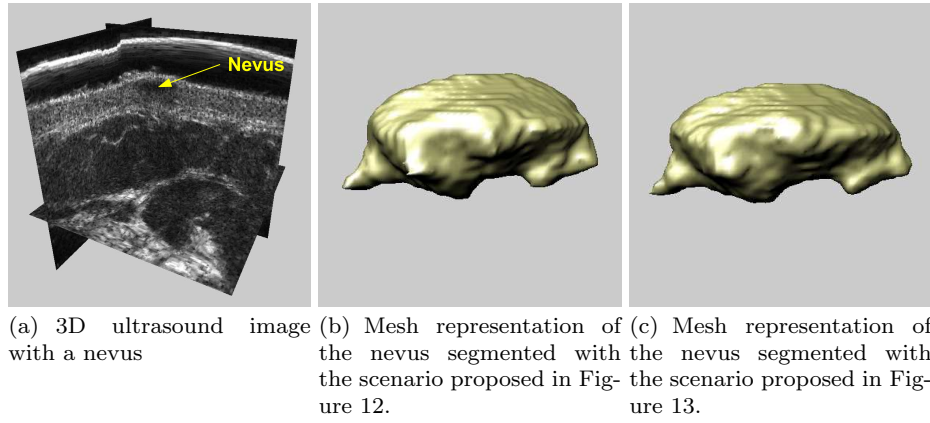 Nevus
(a) 3D ultrasound image
with a nevus
(b) Mesh representation of
the nevus segmented with
the scenario proposed in Fig-
ure 12.
(c) Mesh representation of
the nevus segmented with
the scenario proposed in Fig-
ure 13.